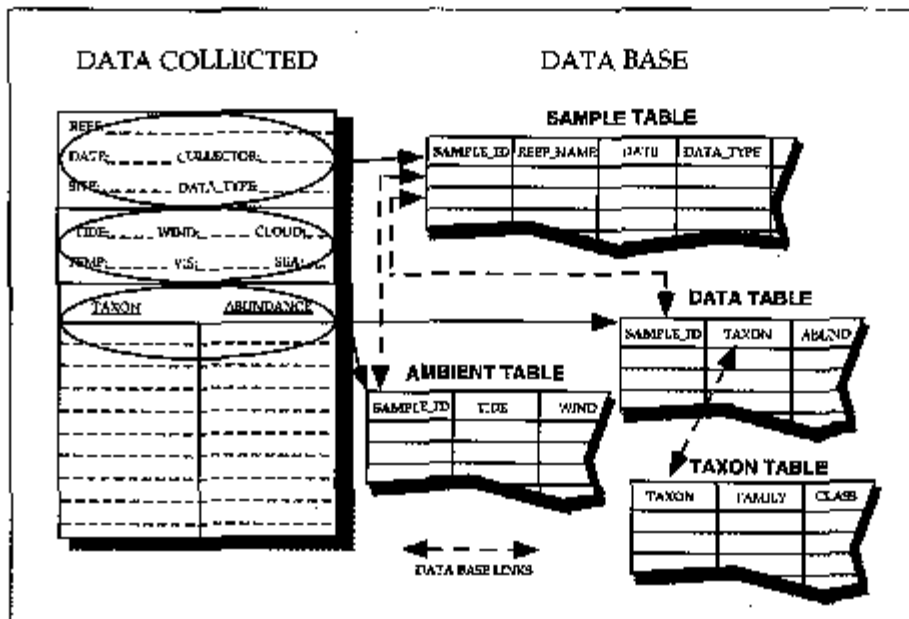 DATA COLLECTED
DATA BASE
REEF:
DATE: COLLECTOR:
SITE: DATA_TYPE
TIDE: WIND: CLOUD:
TEMP: VIS: SEA:
TAXON ABUNDANCE
SAMPLE TABLE
SAMPLE_ID REEF_NAME DATE DATA_TYPE
DATA TABLE
SAMPLE_ID TAXON ABUND
AMBIENT TABLE
SAMPLE_ID TIDE WIND
TAXON TABLE
TAXON FAMILY CLASS
DATA BASE LINKS